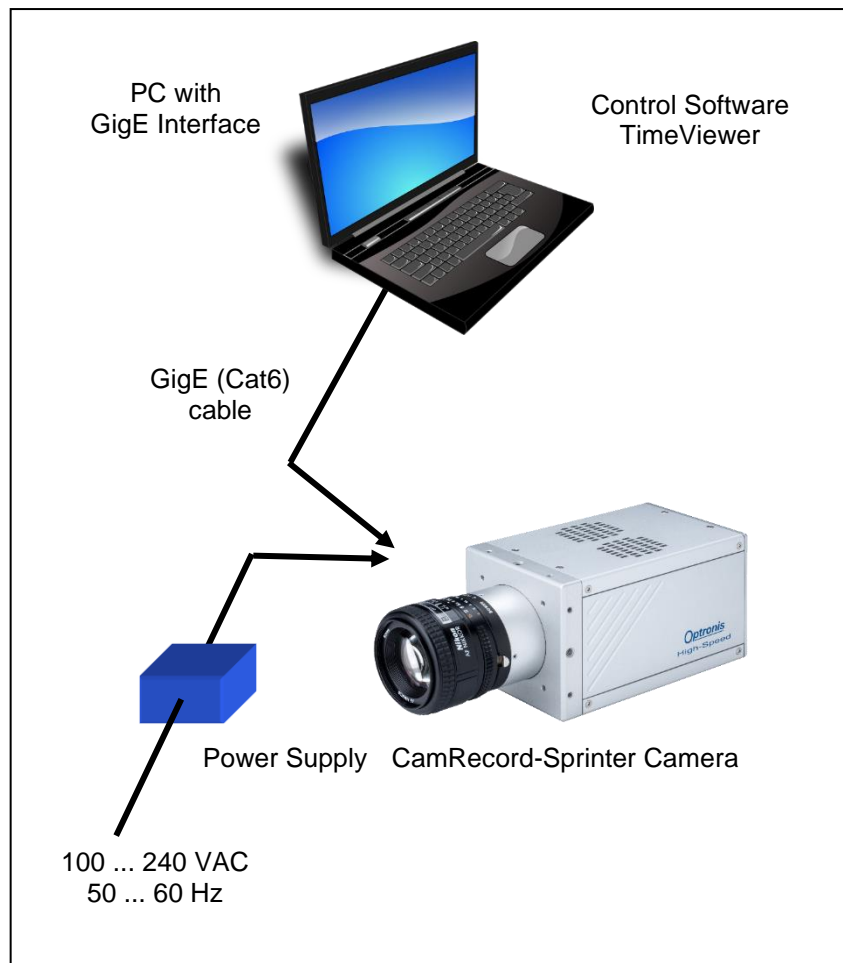 PC with
GigE Interface
Control Software
TimeViewer
GigE (Cat6)
cable
Optronis
High-Speed
Nikon
Power Supply
CamRecord-Sprinter Camera
100 ... 240 VAC
50 ... 60 Hz